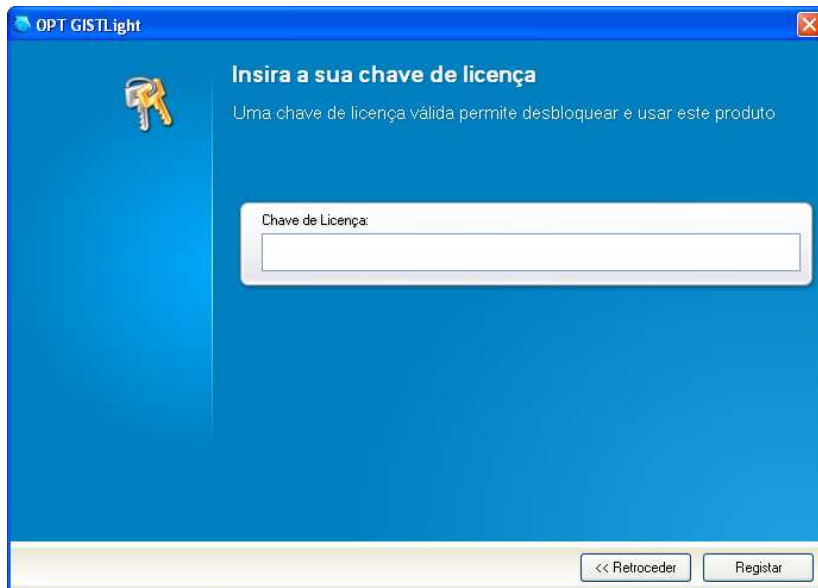 OPT GISTLight
Insira a sua chave de licença
Uma chave de licença válida permite desbloquear e usar este produto
Chave de Licença:
<< Retroceder
Registar